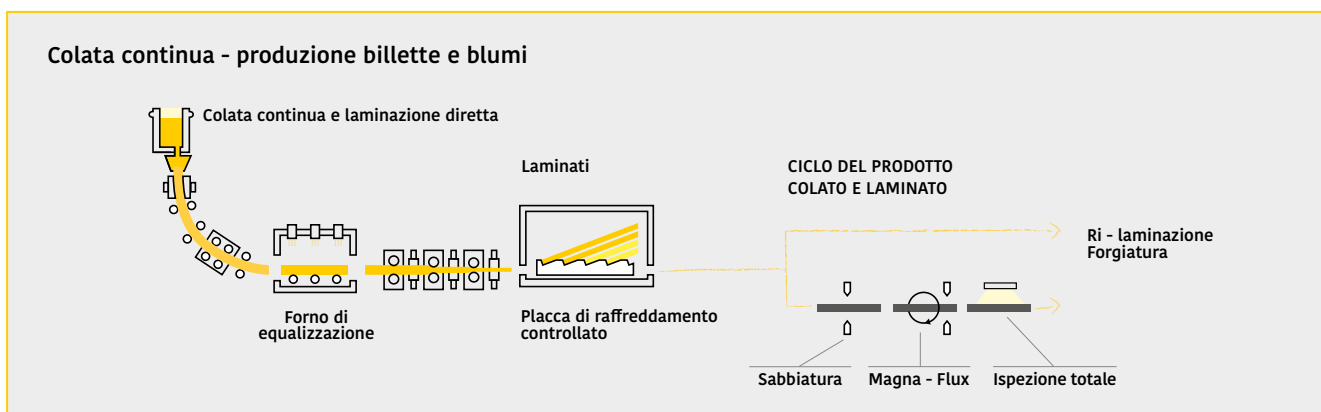 Colata continua - produzione billette e blumi
Colata continua e laminazione diretta
Laminati
CICLO DEL PRODOTTO
COLATO E LAMINATO
Ri - laminazione
Forgiatura
Forno di
equalizzazione
Placca di raffreddamento
controllato
Sabbiatura
Magna - Flux
Ispezione totale